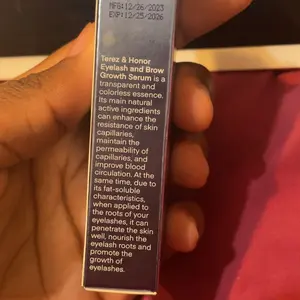 MFG:12/26/2023
EXP:12/25/2026
Terez & Honor
Eyelash and Brow
Growth Serum is a
transparent and
colorless essence.
Its main natural
active ingredients
can enhance the
resistance of skin
capillaries,
maintain the
permeability of
capillaries, and
improve blood
circulation. At the
same time, due to
its fat-soluble
characteristics,
when applied to
the roots of your
eyelashes, it can
penetrate the skin
well, nourish the
eyelash roots and
promote the
growth of
eyelashes.